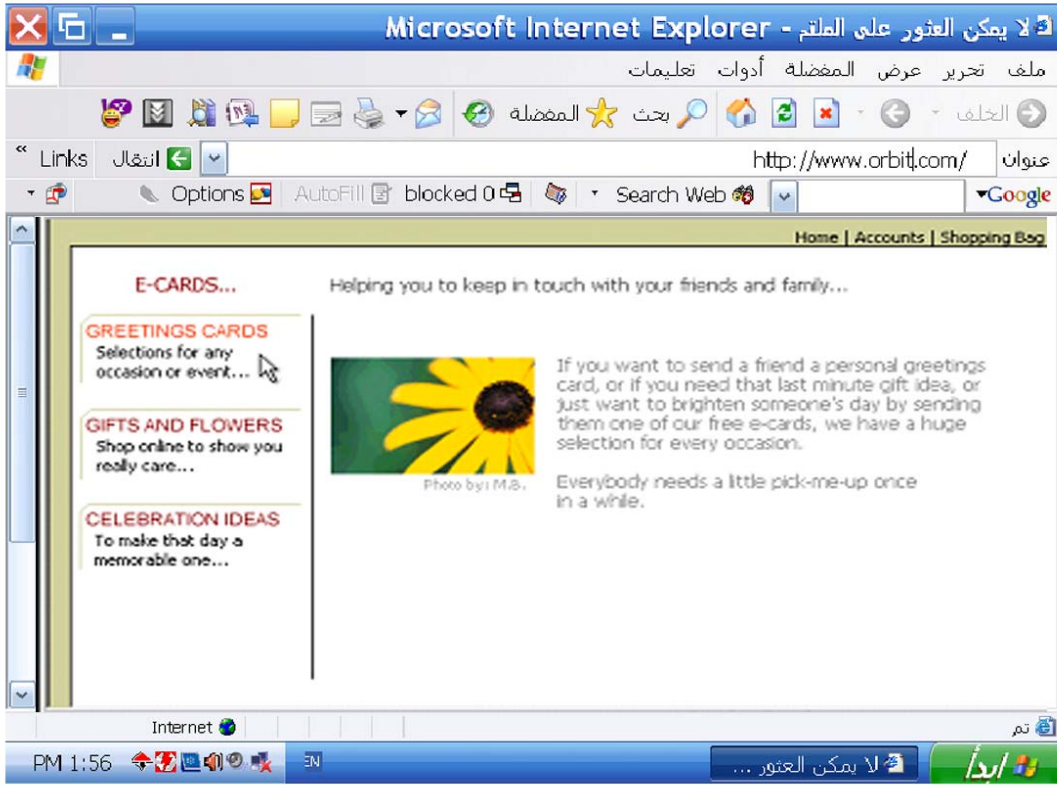 لا يمكن العثور على الملتم - Microsoft Internet Explorer
ملف تحرير عرض المفضلة أدوات تعليمات
الخلف بحث المفضلة
عنوان http://www.orbit.com/ انتقال Links »
Google Search Web blocked 0 AutoFill Options
Home | Accounts | Shopping Bag
E-CARDS...
Helping you to keep in touch with your friends and family...
GREETINGS CARDS
Selections for any
occasion or event...
GIFTS AND FLOWERS
Shop online to show you
really care...
CELEBRATION IDEAS
To make that day a
memorable one...
If you want to send a friend a personal greetings
card, or if you need that last minute gift idea, or
just want to brighten someone's day by sending
them one of our free e-cards, we have a huge
selection for every occasion.
Everybody needs a little pick-me-up once
in a while.
Photo by: M.B.
تم Internet
ابدأ لا يمكن العثور ... EN PM 1:56